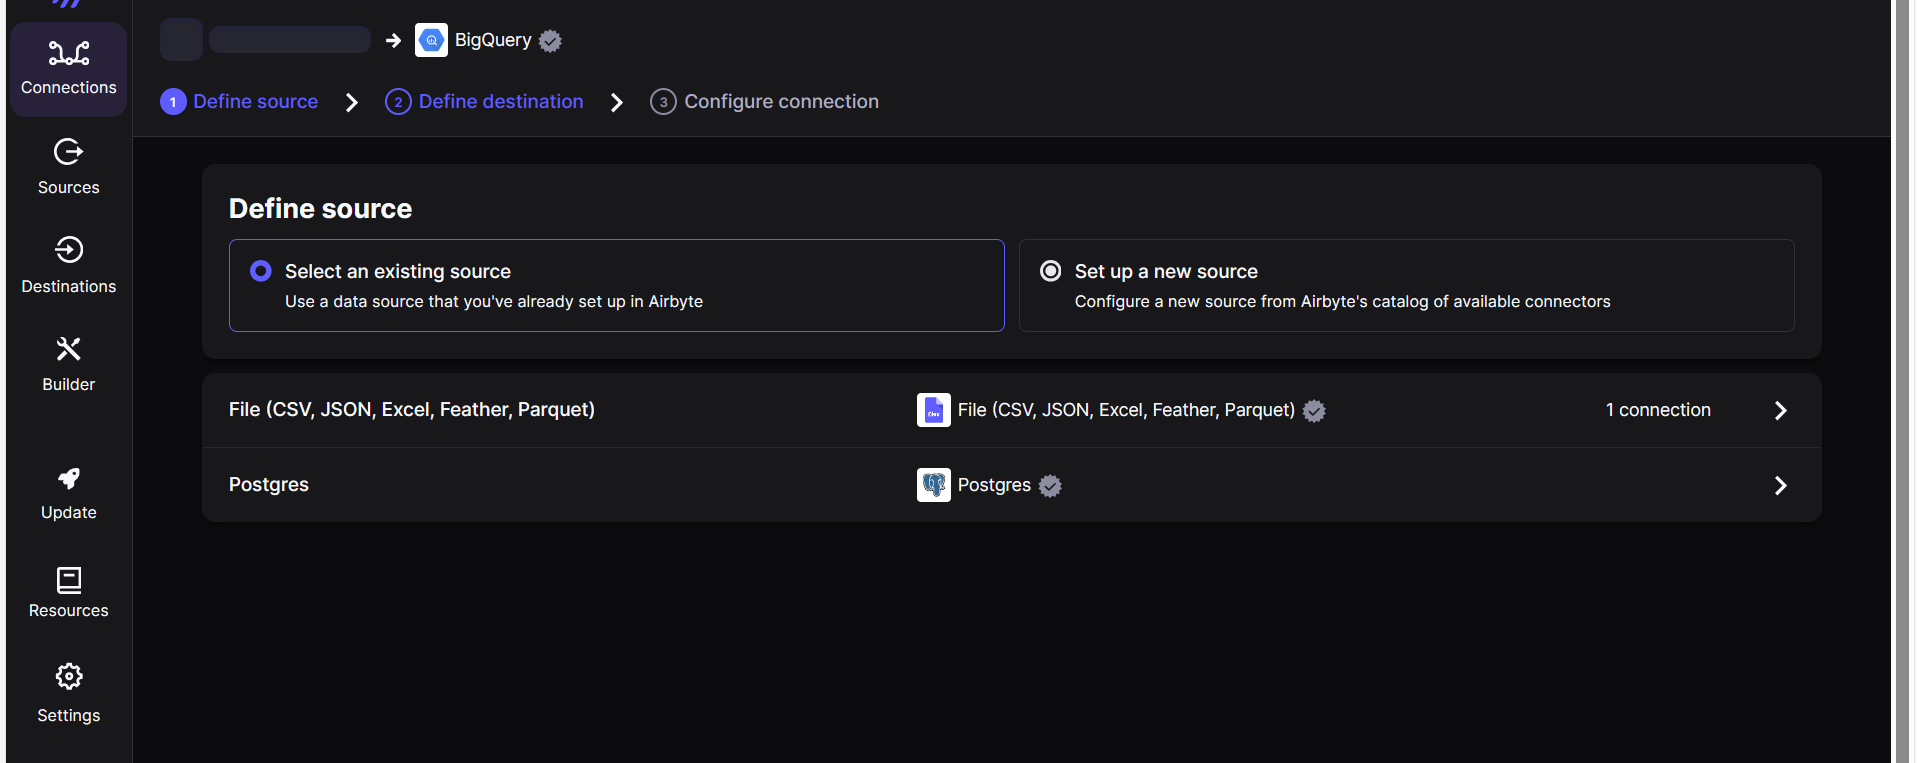 BigQuery
1 Define source
2 Define destination
3 Configure connection
Connections
Sources
Destinations
Builder
Update
Resources
Settings
Define source
Select an existing source
Use a data source that you've already set up in Airbyte
Set up a new source
Configure a new source from Airbyte's catalog of available connectors
File (CSV, JSON, Excel, Feather, Parquet)
File (CSV, JSON, Excel, Feather, Parquet)
1 connection
Postgres
Postgres